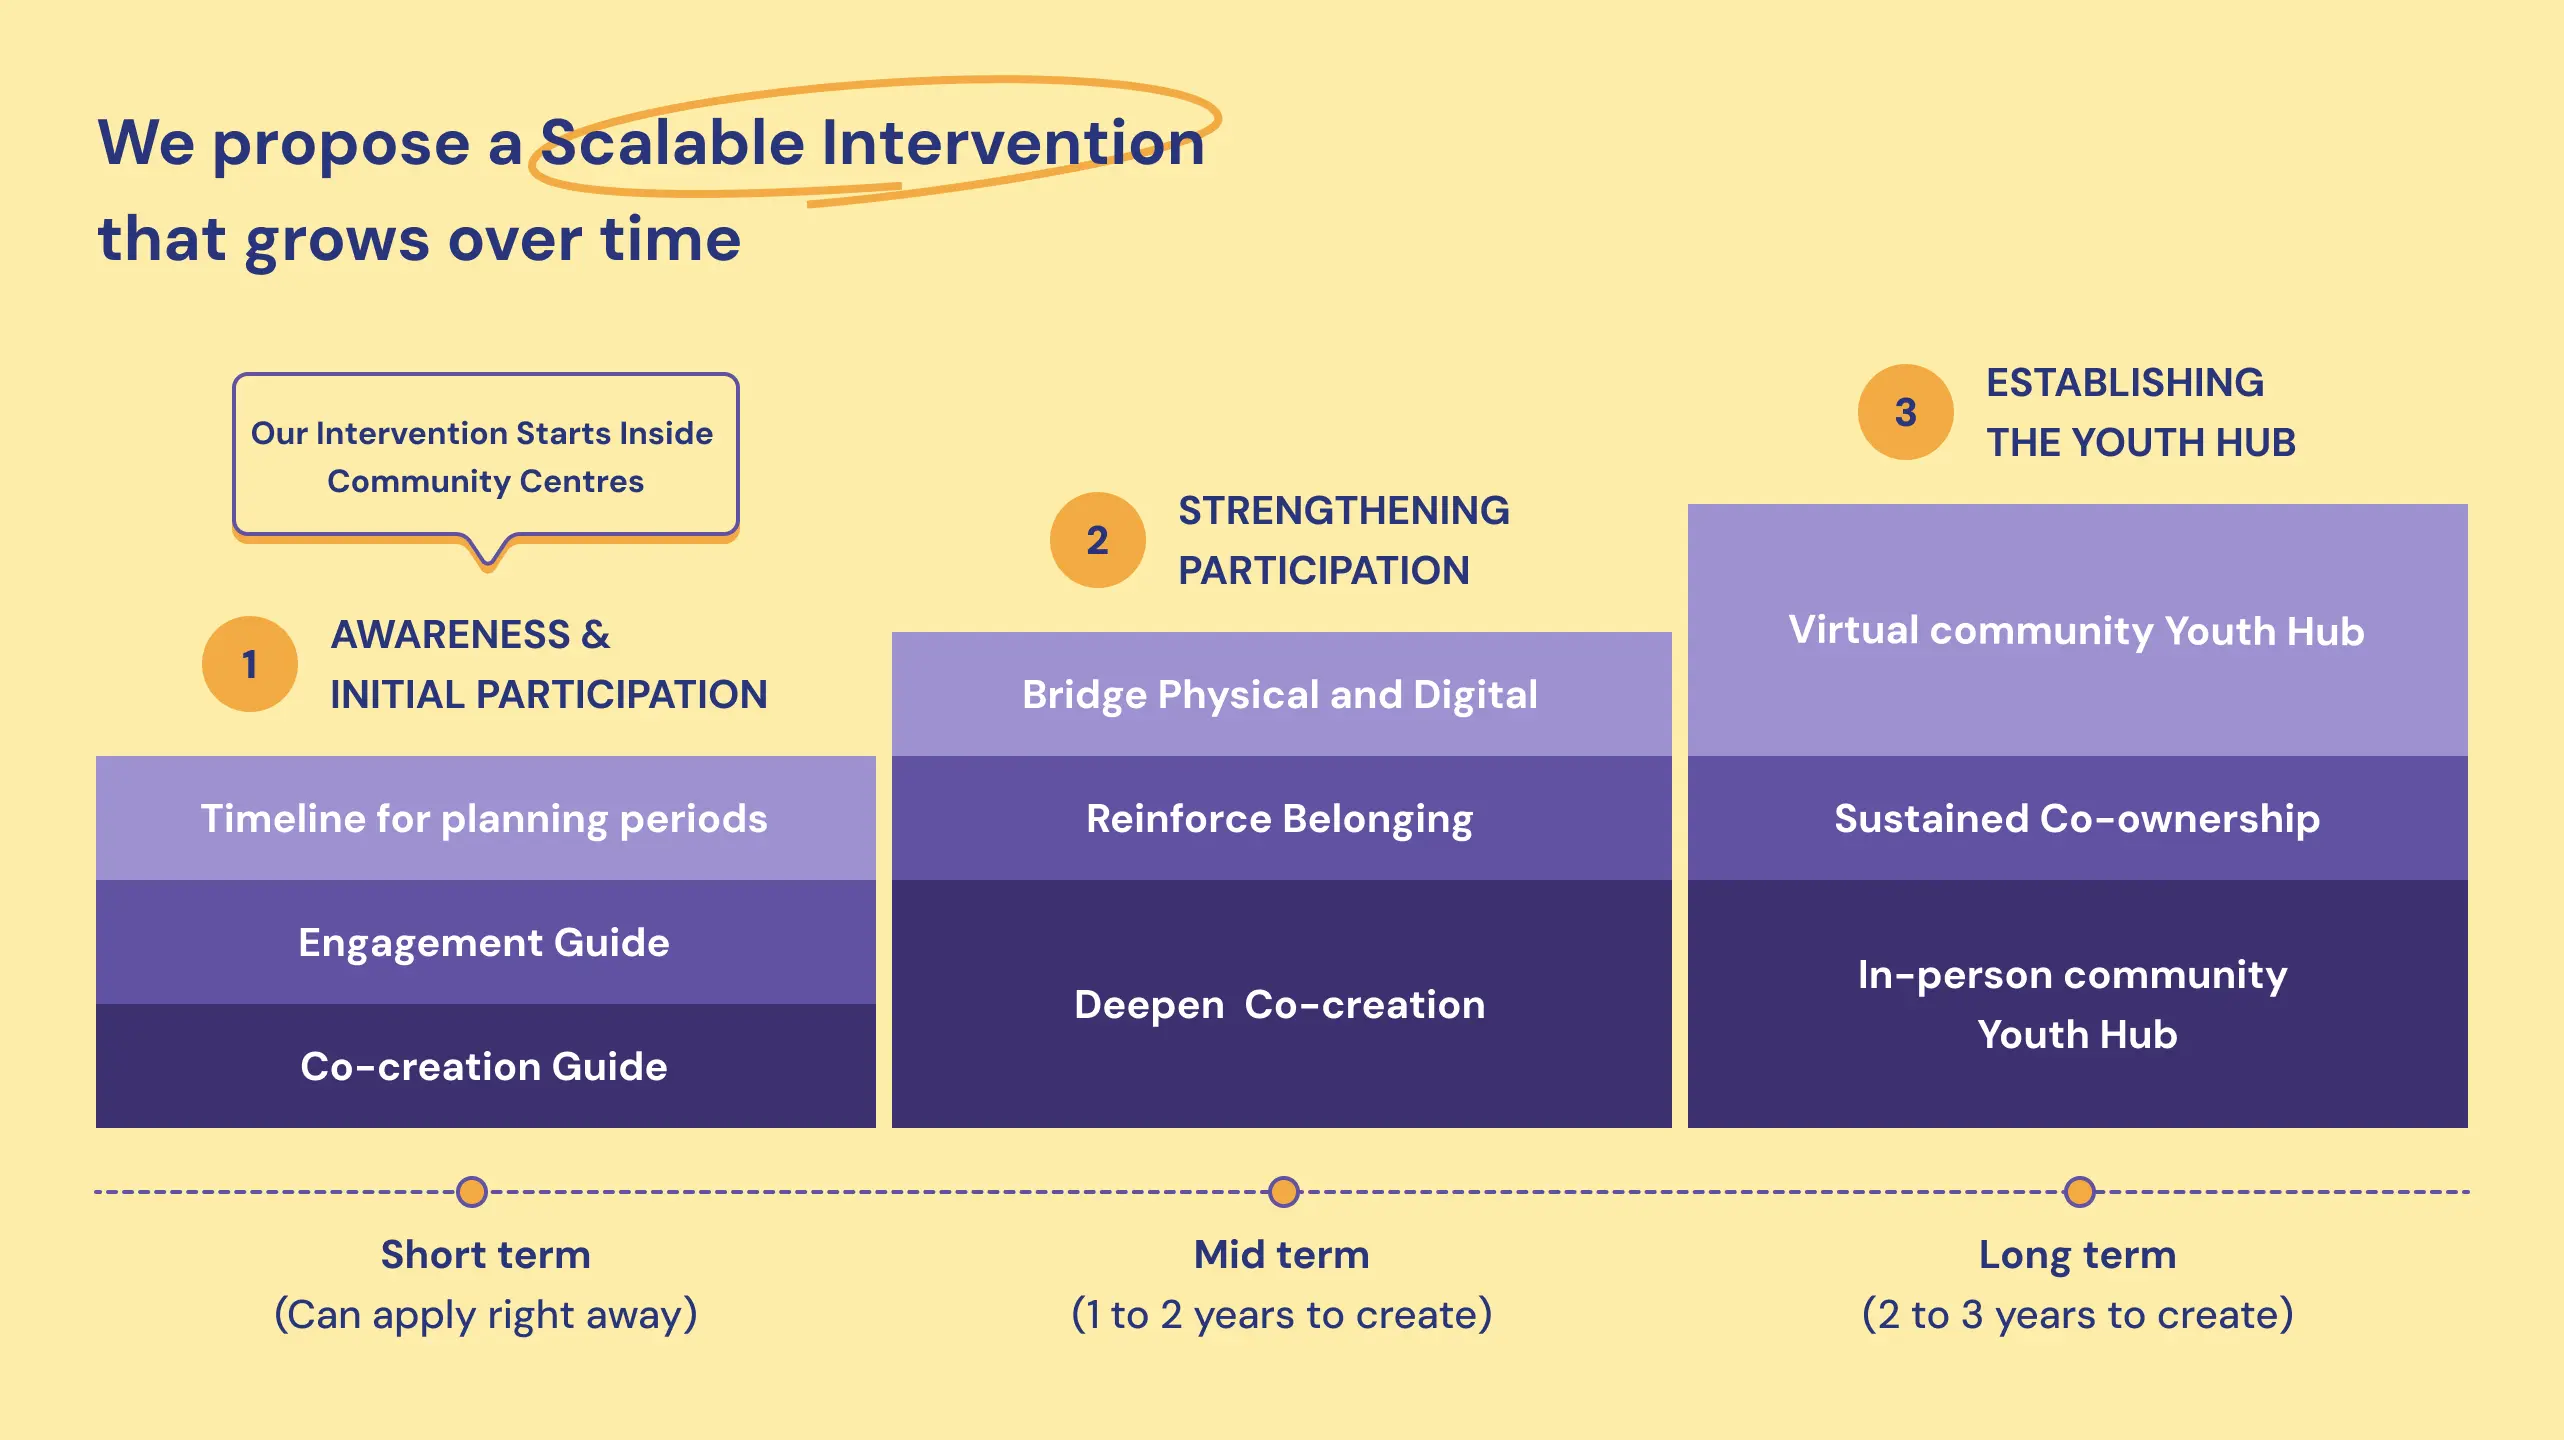 We propose a Scalable Intervention
that grows over time
Our Intervention Starts Inside
Community Centres
1
AWARENESS &
INITIAL PARTICIPATION
Timeline for planning periods
Engagement Guide
Co-creation Guide
2
STRENGTHENING
PARTICIPATION
Bridge Physical and Digital
Reinforce Belonging
Deepen  Co-creation
3
ESTABLISHING
THE YOUTH HUB
Virtual community Youth Hub
Sustained Co-ownership
In-person community
Youth Hub
Short term
(Can apply right away)
Mid term
(1 to 2 years to create)
Long term
(2 to 3 years to create)